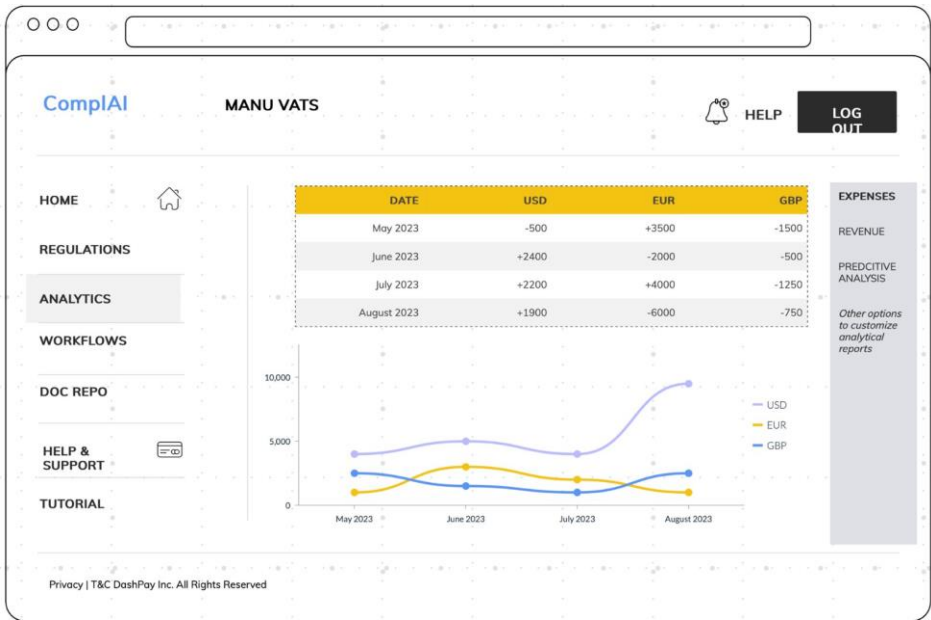 ComplAI
MANU VATS
HELP
LOG
OUT
HOME
REGULATIONS
ANALYTICS
WORKFLOWS
DOC REPO
HELP &
SUPPORT
TUTORIAL
DATE USD EUR GBP
May 2023 -500 +3500 -1500
June 2023 +2400 -2000 -500
July 2023 +2200 +4000 -1250
August 2023 +1900 -6000 -750
10,000
5,000
0
May 2023 June 2023 July 2023 August 2023
USD
EUR
GBP
EXPENSES
REVENUE
PREDCITIVE
ANALYSIS
Other options
to customize
analytical
reports
Privacy | T&C DashPay Inc. All Rights Reserved